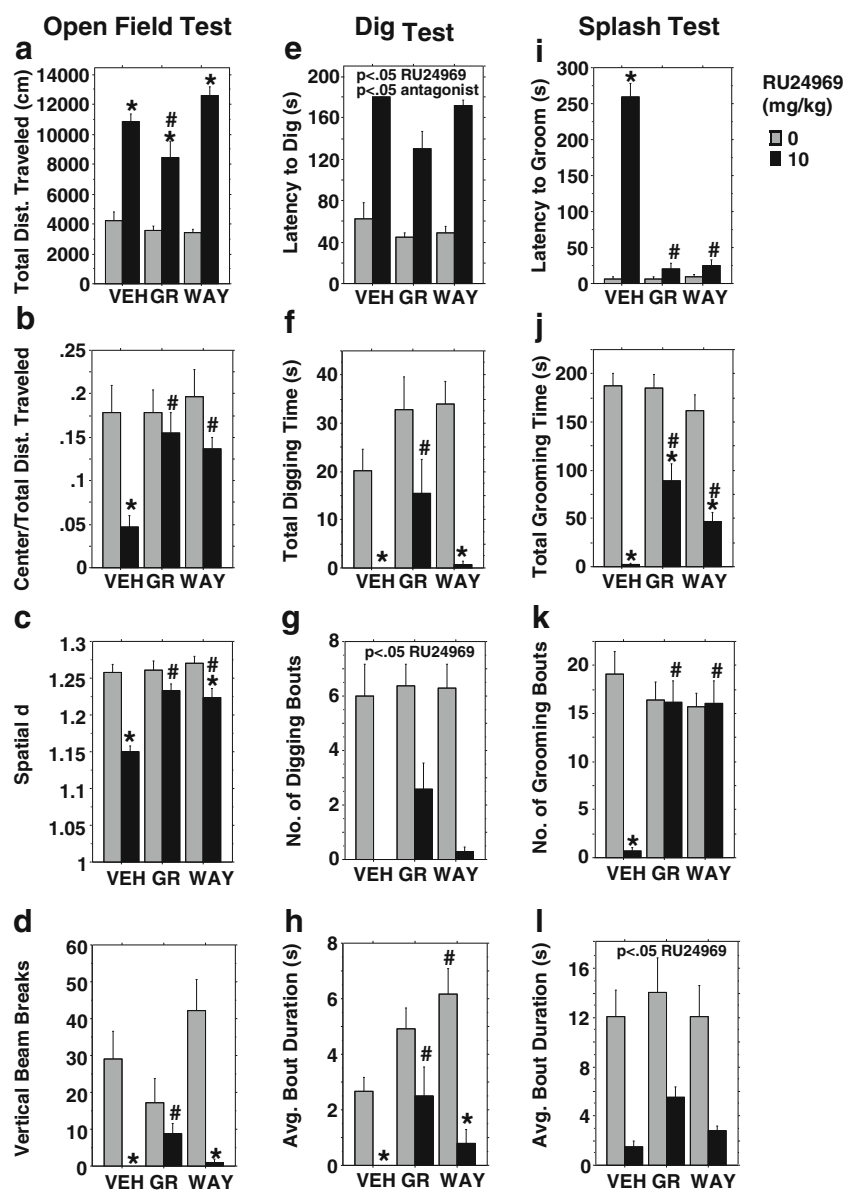 Open Field Test
Dig Test
Splash Test
a
Total Dist. Traveled (cm)
14000
12000
10000
8000
6000
4000
2000
0
*
#
*
*
VEH GR WAY
e
Latency to Dig (s)
200
160
120
80
40
0
p<.05 RU24969
p<.05 antagonist
VEH GR WAY
i
Latency to Groom (s)
300
250
200
150
100
50
0
*
#
#
VEH GR WAY
RU24969
(mg/kg)
0
10
b
Center/Total Dist. Traveled
.25
.2
.15
.1
.05
0
*
#
#
VEH GR WAY
f
Total Digging Time (s)
40
30
20
10
0
*
#
*
VEH GR WAY
j
Total Grooming Time (s)
200
150
100
50
0
*
#
*
#
*
VEH GR WAY
c
Spatial d
1.3
1.25
1.2
1.15
1.1
1.05
1
*
#
#
*
VEH GR WAY
g
No. of Digging Bouts
8
6
4
2
0
p<.05 RU24969
VEH GR WAY
k
No. of Grooming Bouts
20
15
10
5
0
*
#
#
VEH GR WAY
d
Vertical Beam Breaks
60
50
40
30
20
10
0
*
#
*
VEH GR WAY
h
Avg. Bout Duration (s)
8
6
4
2
0
*
#
#
*
VEH GR WAY
l
Avg. Bout Duration (s)
16
12
8
4
0
p<.05 RU24969
VEH GR WAY